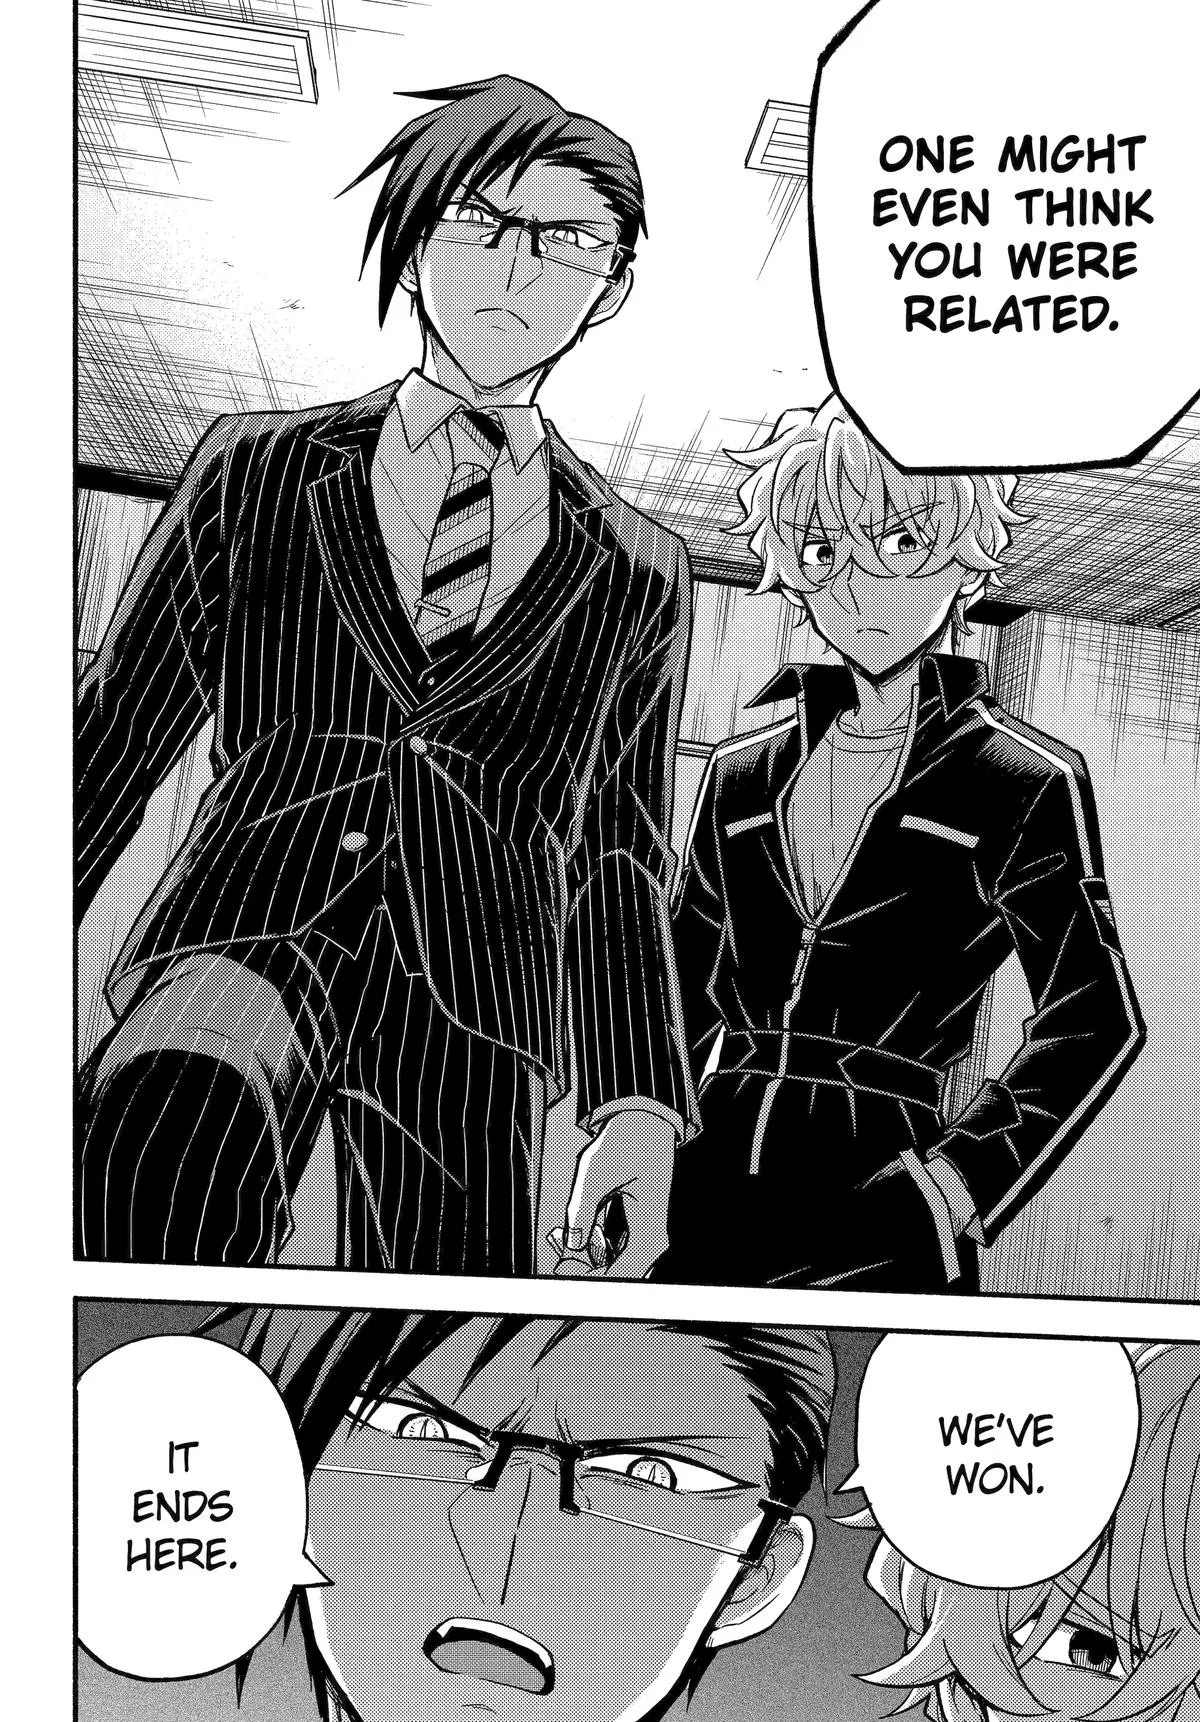 ONE MIGHT
EVEN THINK
YOU WERE
RELATED.
WE'VE
WON.
IT
ENDS
HERE.